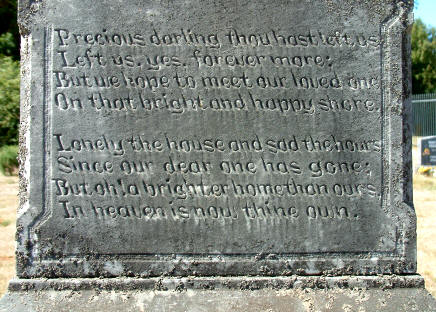 Precious darling thou hast left us
Left us, yes, forever more;
But we hope to meet our loved one
On that bright and happy shore.
Lonely the house and sad the hours
Since our dear one has gone;
But oh! a brighter home than ours,
In heaven is now thine own.